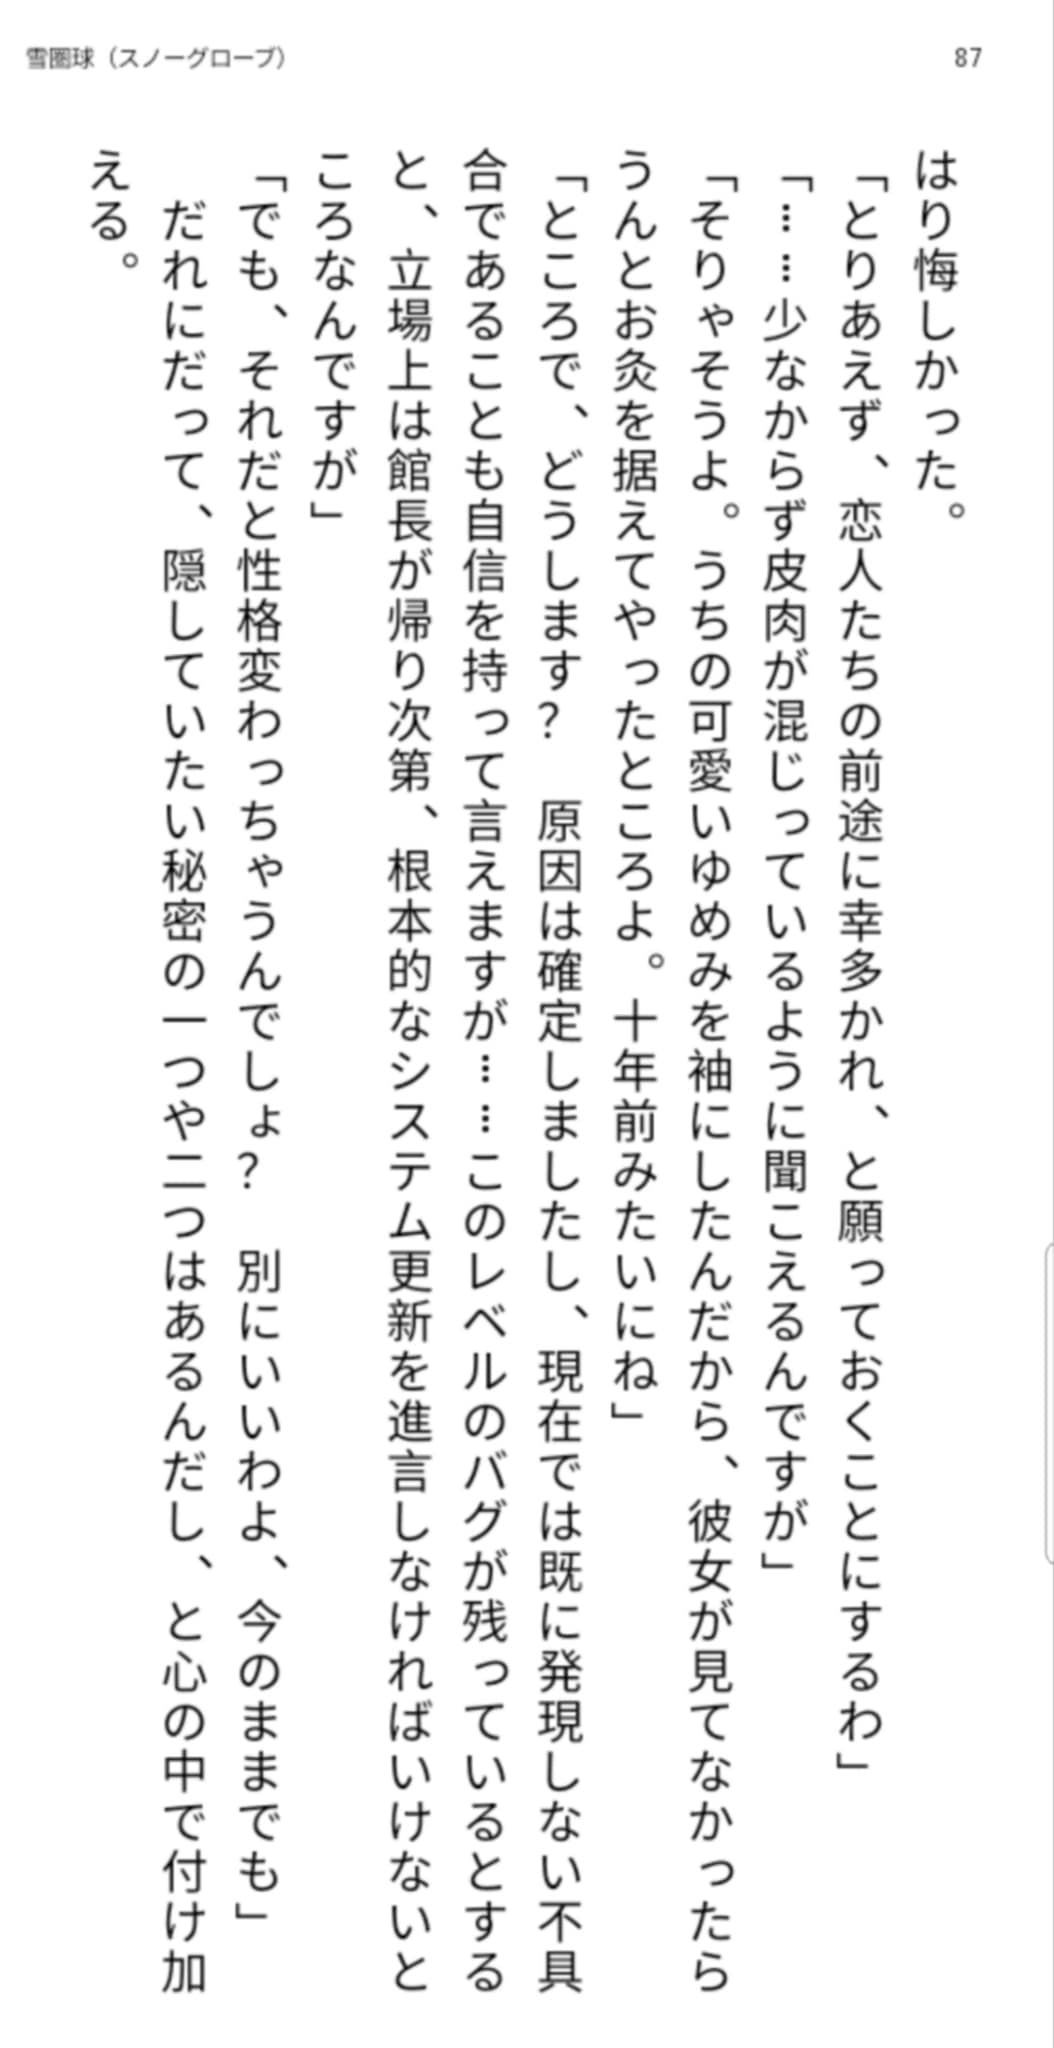 雪圏球（スノーグローブ）
87
はり悔しかった。
「とりあえず、恋人たちの前途に幸多かれ、と願っておくことにするわ」
「……少なからず皮肉が混じっているように聞こえるんですが」
「そりゃそうよ。うちの可愛いゆめみを袖にしたんだから、彼女が見てなかったら
うんとお灸を据えてやったところよ。十年前みたいにね」
「ところで、どうします？　原因は確定しましたし、現在では既に発現しない不具
合であることも自信を持って言えますが……このレベルのバグが残っているとする
と、立場上は館長が帰り次第、根本的なシステム更新を進言しなければいけないと
ころなんですが」
「でも、それだと性格変わっちゃうんでしょ？　別にいいわよ、今のままでも」
　だれにだって、隠していたい秘密の一つや二つはあるんだし、と心の中で付け加
える。